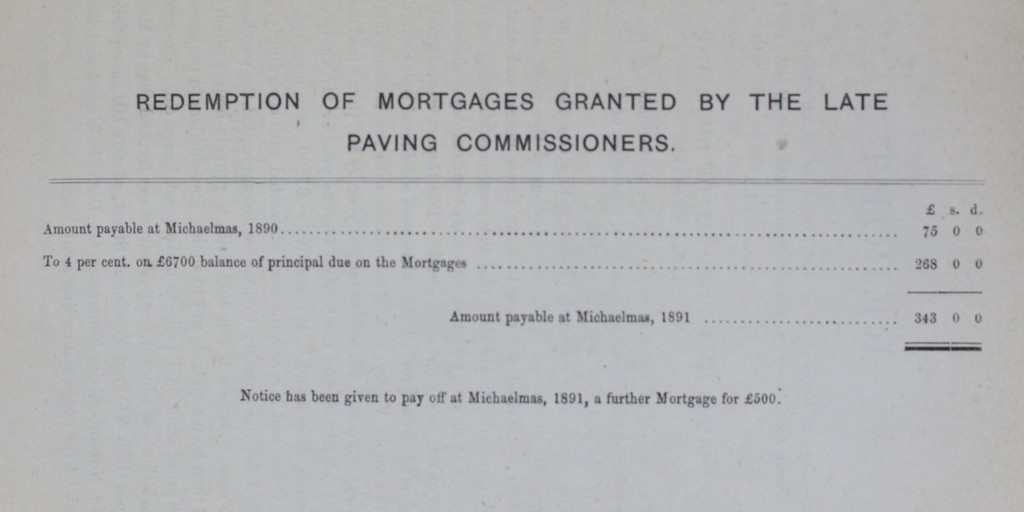 REDEMPTION OF MORTGAGES GRANTED BY THE LATE
PAVING COMMISSIONERS.
£ s. d.
Amount payable at Michaelmas, 1890 75 0 0
To 4 per cent. on £6700 balance of principal due on the Mortgages 268 0 0
Amount payable at Michaelmas, 1891 343 0 0
Notice has been given to pay off at Michaelmas, 1891, a further Mortgage for £500.